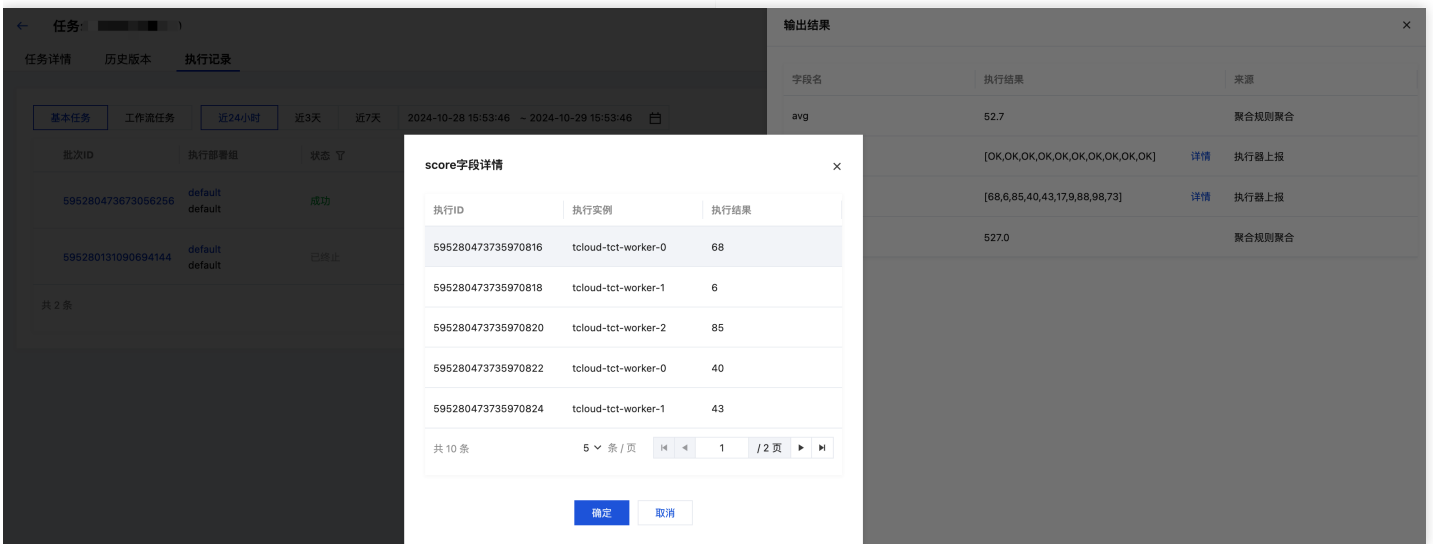 ← 任务:
任务详情 历史版本 执行记录
基本任务 工作流任务 近24小时 近3天 近7天 2024-10-28 15:53:46 ~ 2024-10-29 15:53:46
批次ID 执行部署组 状态
595280473673056256 default 成功
default
595280131090694144 default 已终止
default
共 2 条
输出结果 ×
字段名 执行结果 来源
avg 52.7 聚合规则聚合
[OK,OK,OK,OK,OK,OK,OK,OK,OK,OK] 详情 执行器上报
[68,6,85,40,43,17,9,88,98,73] 详情 执行器上报
527.0 聚合规则聚合
score字段详情 ×
执行ID 执行实例 执行结果
595280473735970816 tcloud-tct-worker-0 68
595280473735970818 tcloud-tct-worker-1 6
595280473735970820 tcloud-tct-worker-2 85
595280473735970822 tcloud-tct-worker-0 40
595280473735970824 tcloud-tct-worker-1 43
共 10 条 5 条 / 页 1 / 2 页
确定 取消